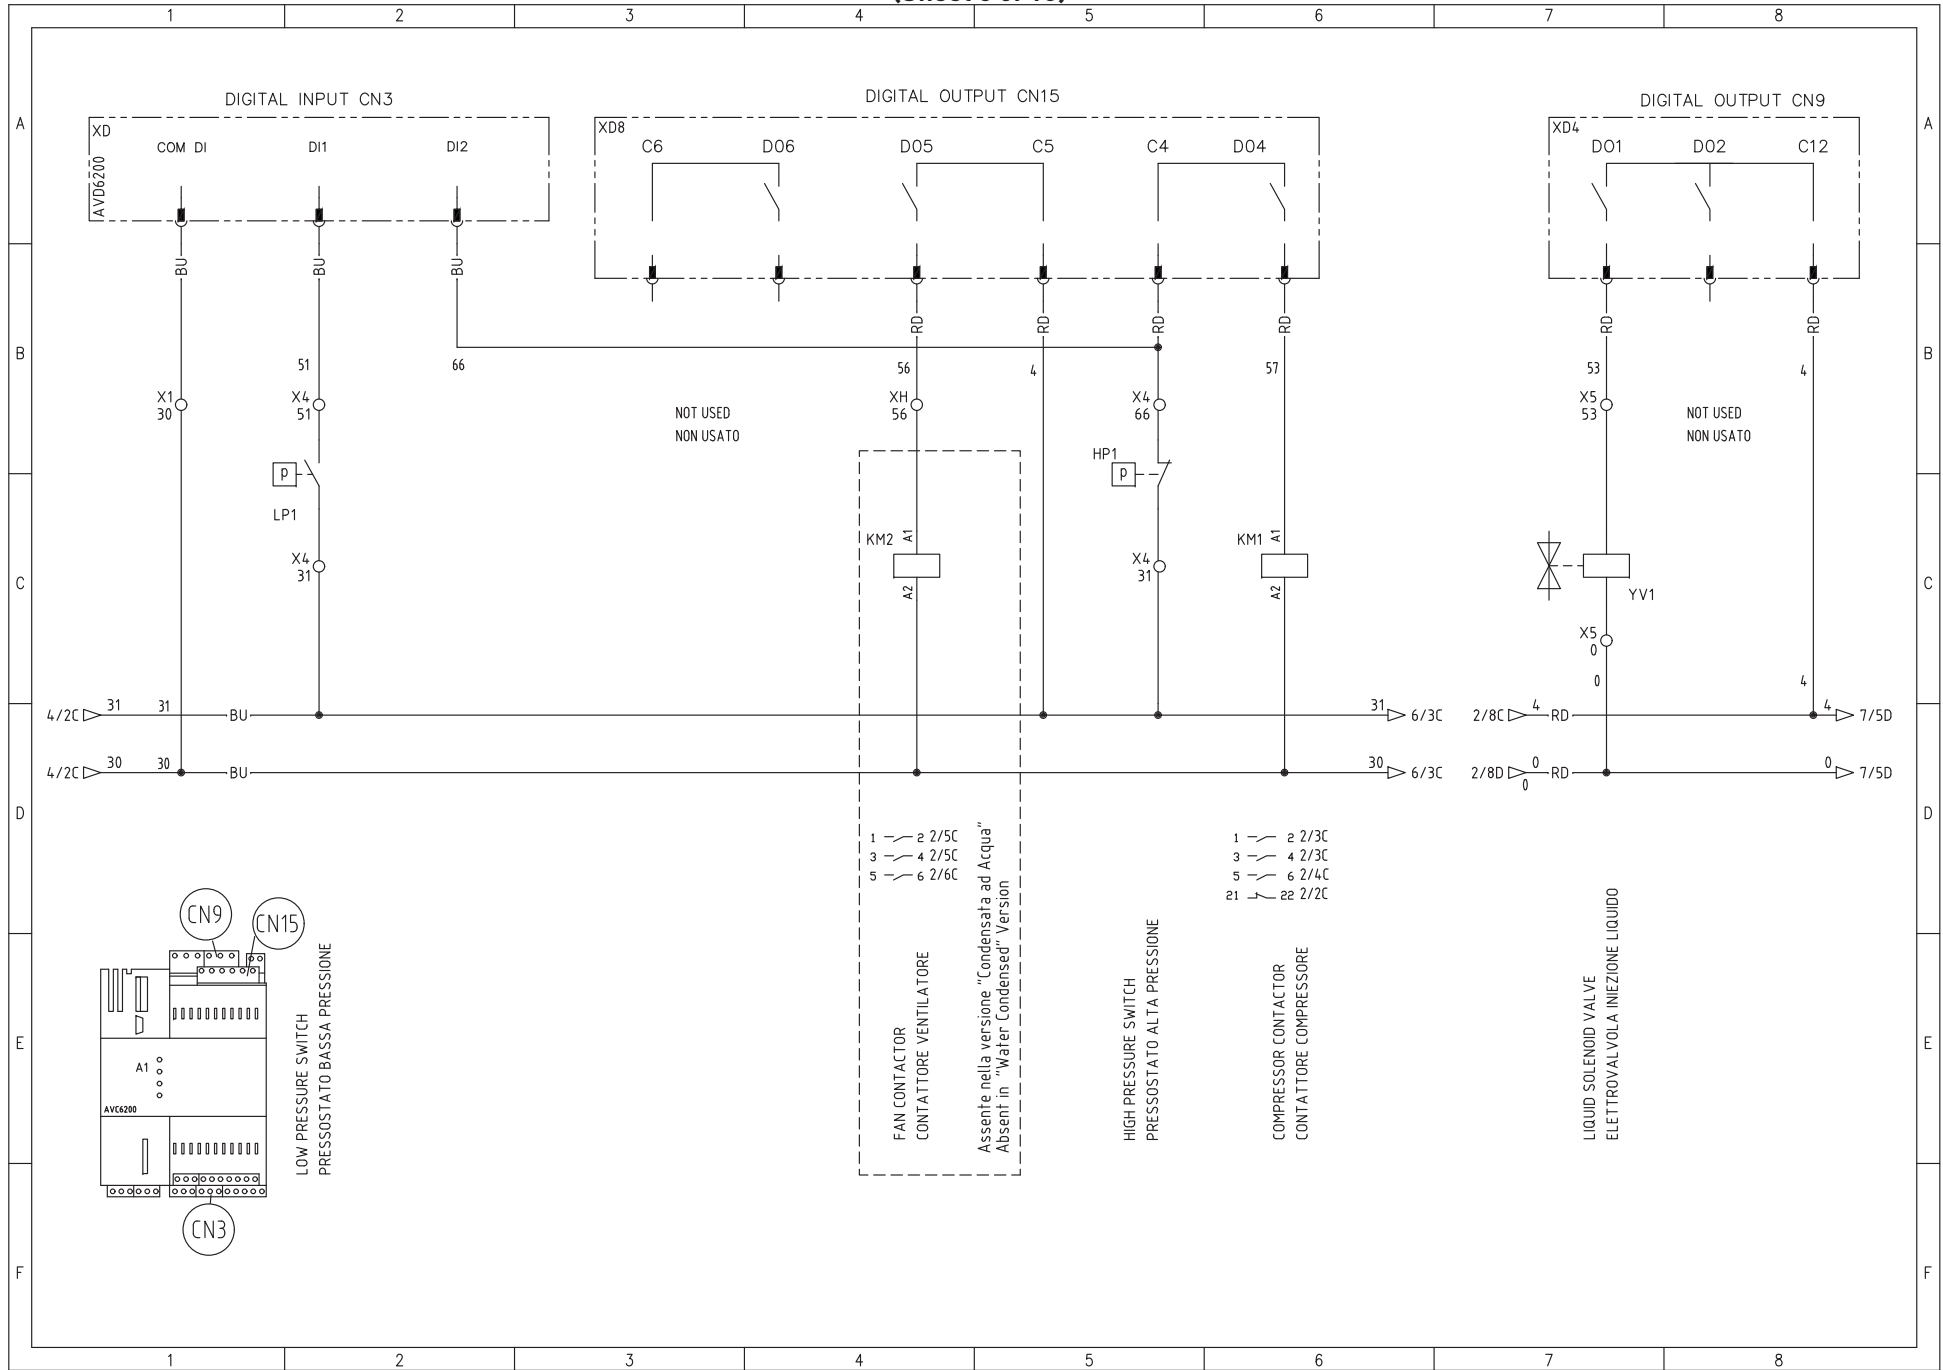 1 2 3 4 5 6 7 8
DIGITAL INPUT CN3
DIGITAL OUTPUT CN15
DIGITAL OUTPUT CN9
A
A
XD
COM DI
DI1
DI2
AVD6200
XD8
C6
DO6
DO5
C5
C4
DO4
XD4
DO1
DO2
C12
BU
BU
BU
RD
RD
RD
RD
RD
RD
B
B
51
66
56
4
57
53
4
X1
30
X4
51
XH
56
X4
66
X5
53
NOT USED
NON USATO
NOT USED
NON USATO
P
LP1
HP1
P
X4
31
KM2
A1
A2
X4
31
KM1
A1
A2
YV1
X5
0
0
4
C
C
4/2C
31
31
BU
31
6/3C
2/8C
4
RD
4
7/5D
4/2C
30
30
BU
30
6/3C
2/8D
0
0
RD
0
7/5D
D
D
1 2 2/5C
3 4 2/5C
5 6 2/6C
1 2 2/3C
3 4 2/3C
5 6 2/4C
21 22 2/2C
CN9
CN15
A1
AVC6200
CN3
LOW PRESSURE SWITCH
PRESSOSTATO BASSA PRESSIONE
FAN CONTACTOR
CONTATTORE VENTILATORE
Assente nella versione "Condensata ad Acqua"
Absent in "Water Condensed" Version
HIGH PRESSURE SWITCH
PRESSOSTATO ALTA PRESSIONE
COMPRESSOR CONTACTOR
CONTATTORE COMPRESSORE
LIQUID SOLENOID VALVE
ELETTROVALVOLA INIEZIONE LIQUIDO
E
E
F
F
1 2 3 4 5 6 7 8